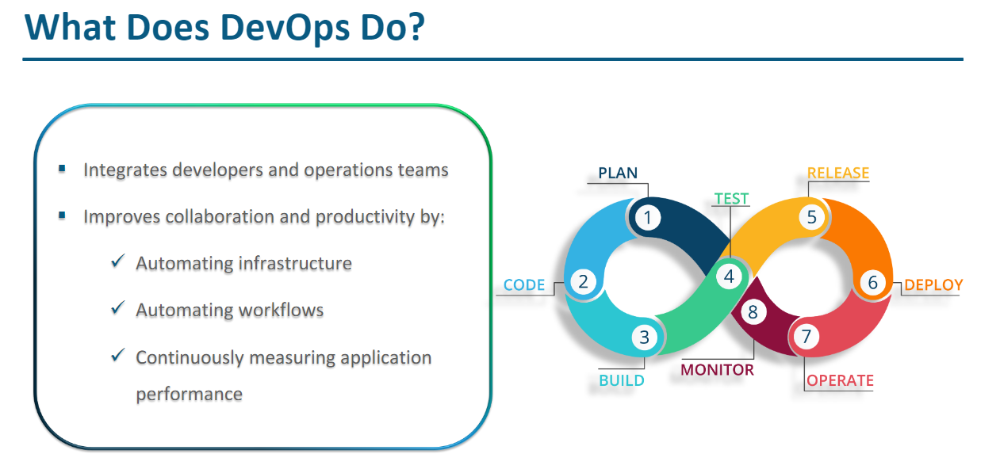 What Does DevOps Do?
Integrates developers and operations teams
Improves collaboration and productivity by:
Automating infrastructure
Automating workflows
Continuously measuring application
performance
PLAN
RELEASE
TEST
1
5
4
2
6
CODE
DEPLOY
8
3
7
MONITOR
BUILD
OPERATE